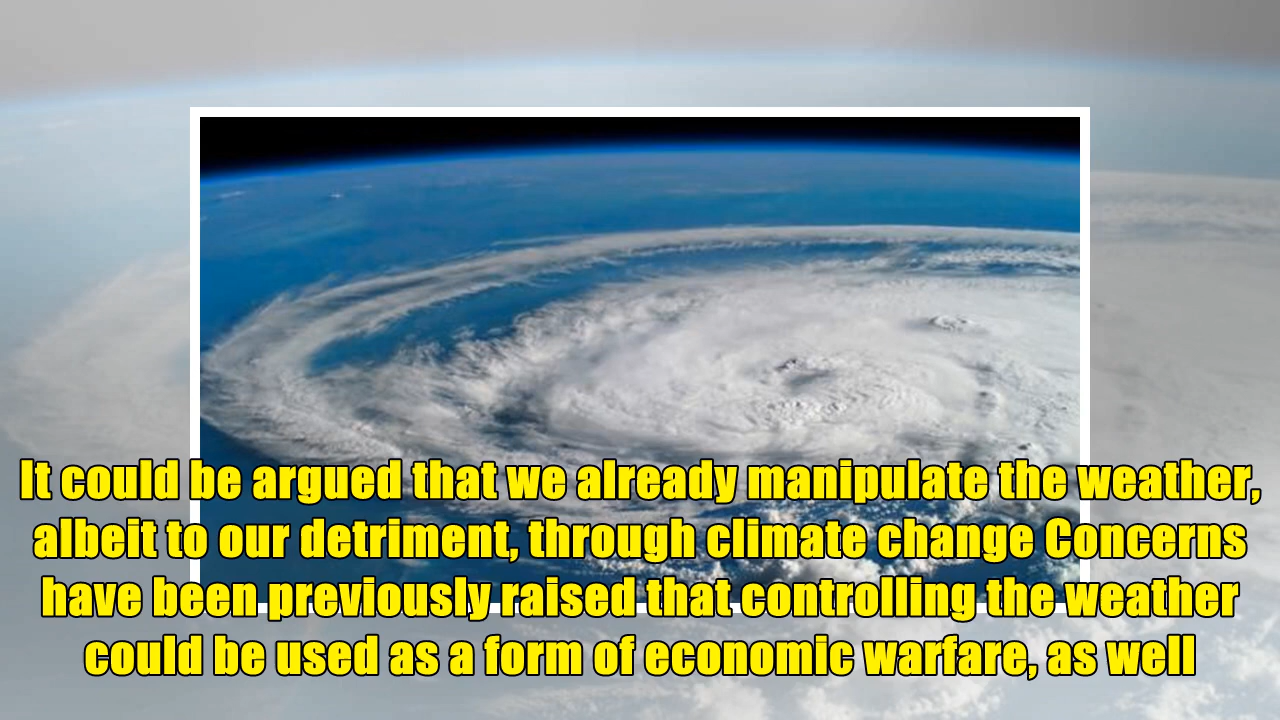 It could be argued that we already manipulate the weather,
albeit to our detriment, through climate change Concerns
have been previously raised that controlling the weather
could be used as a form of economic warfare, as well